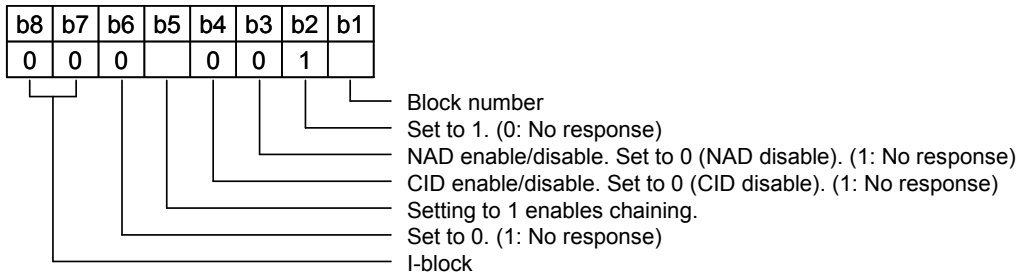 b8 b7 b6 b5 b4 b3 b2 b1
0 0 0 0 0 1
Block number
Set to 1. (0: No response)
NAD enable/disable. Set to 0 (NAD disable). (1: No response)
CID enable/disable. Set to 0 (CID disable). (1: No response)
Setting to 1 enables chaining.
Set to 0. (1: No response)
I-block